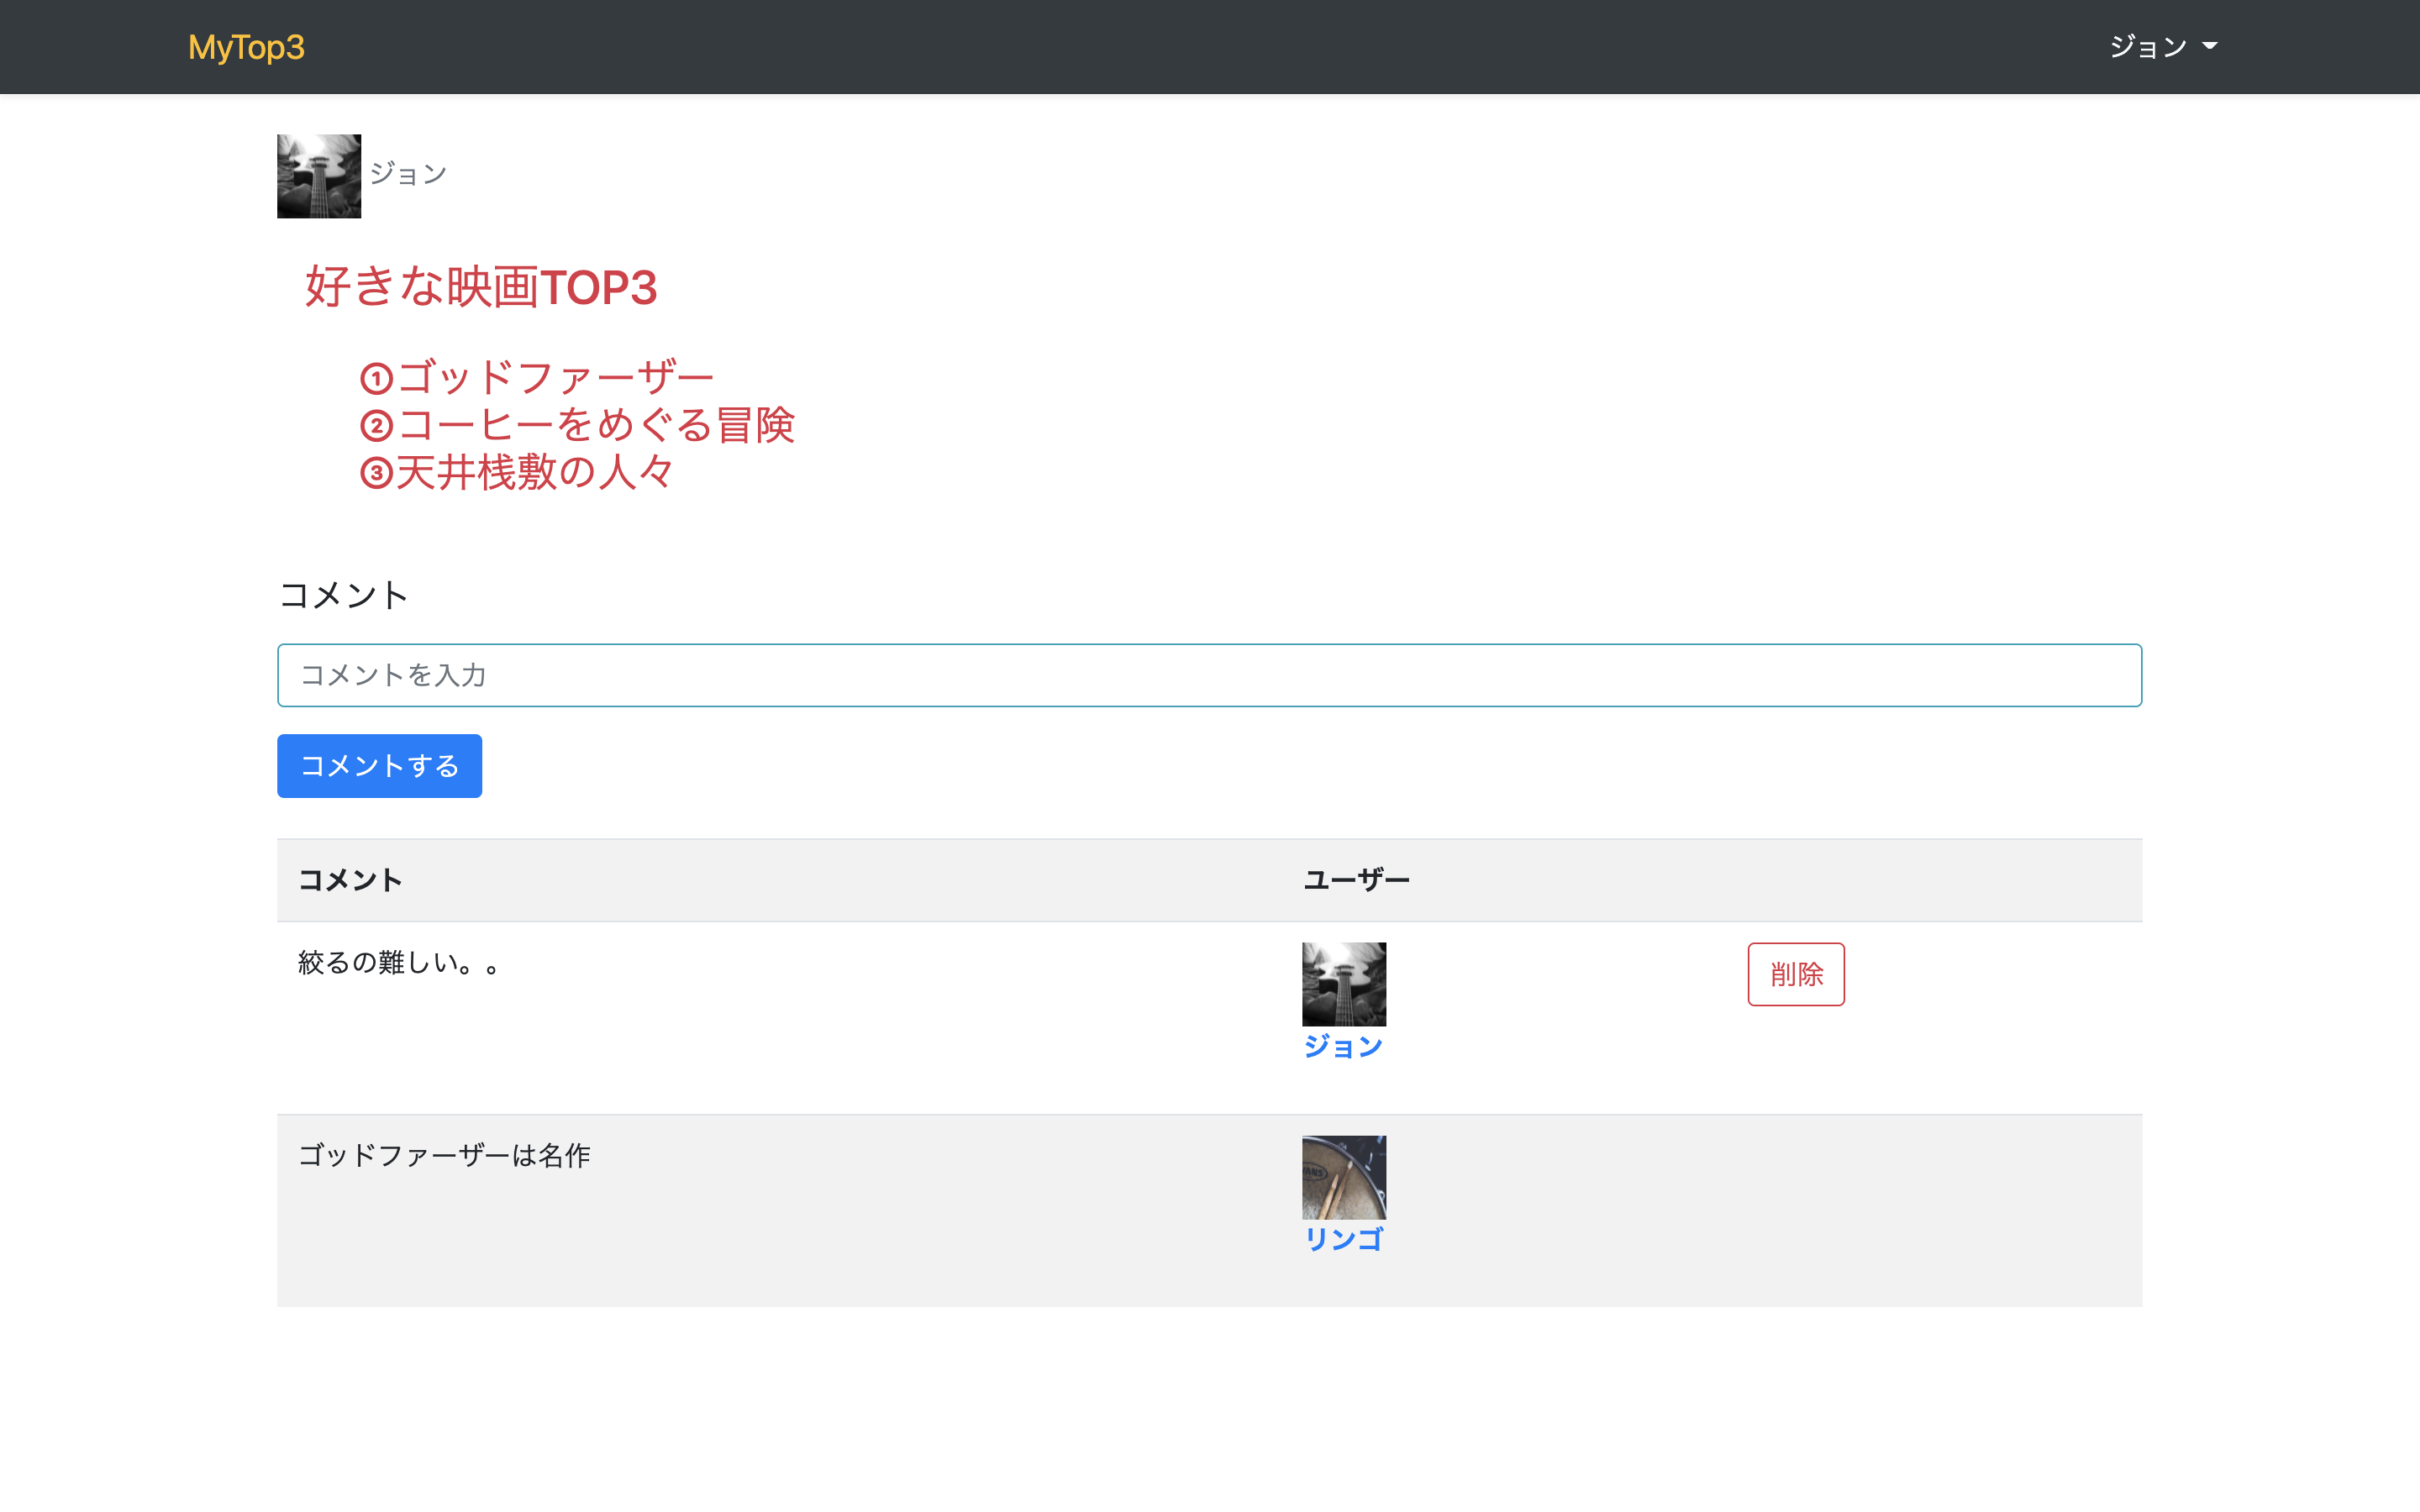 MyTop3
ジョン
ジョン
好きな映画TOP3
①ゴッドファーザー
②コーヒーをめぐる冒険
③天井桟敷の人々
コメント
コメントを入力
コメントする
コメント ユーザー
絞るの難しい。。
削除
ジョン
ゴッドファーザーは名作
VANS
リンゴ